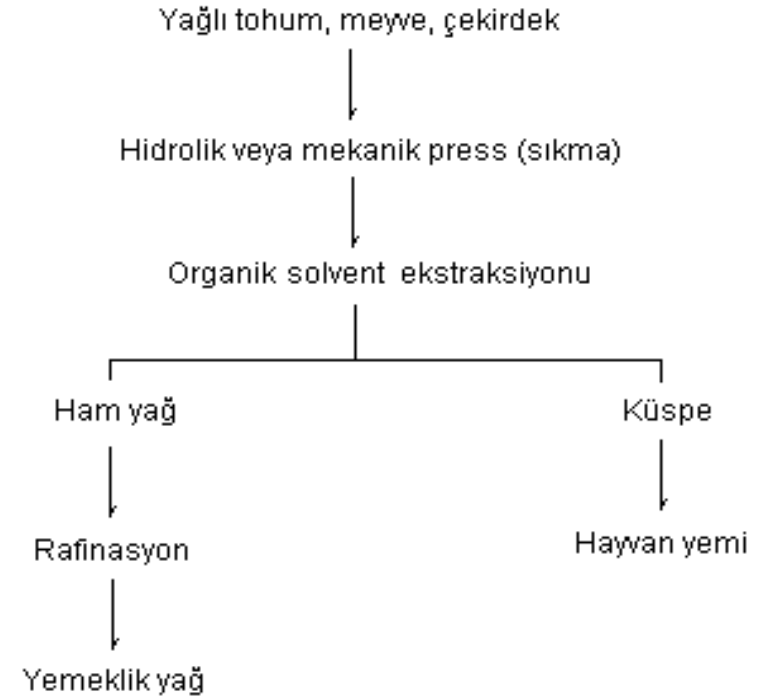 Yağlı tohum, meyve, çekirdek
Hidrolik veya mekanik press (sıkma)
Organik solvent ekstraksiyonu
Ham yağ
Küspe
Rafinasyon
Hayvan yemi
Yemeklik yağ